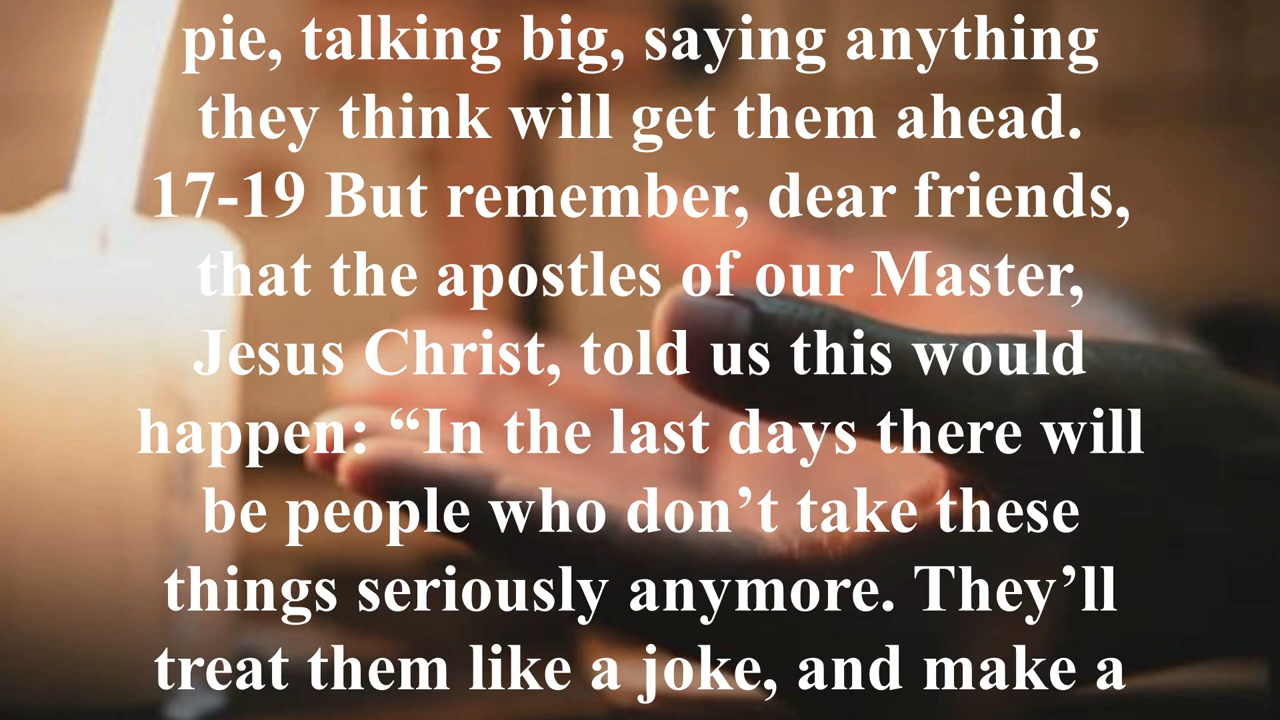 pie, talking big, saying anything
they think will get them ahead.
17-19 But remember, dear friends,
that the apostles of our Master,
Jesus Christ, told us this would
happen: “In the last days there will
be people who don’t take these
things seriously anymore. They’ll
treat them like a joke, and make a